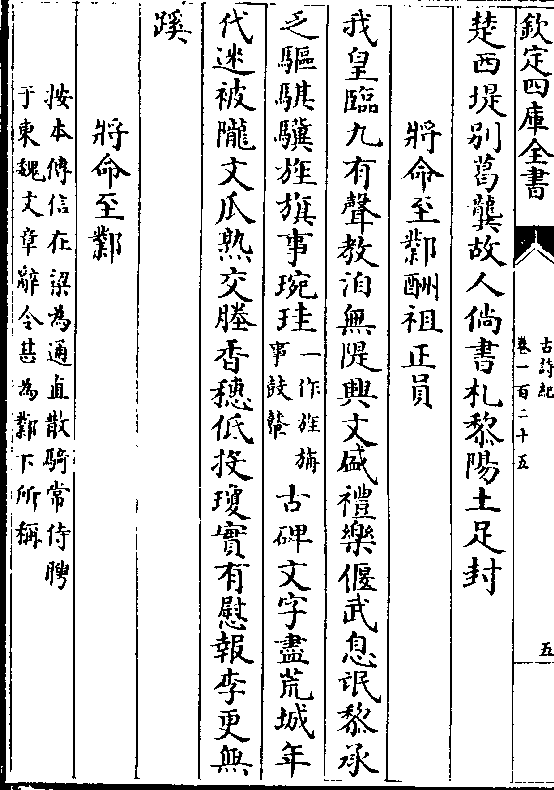 欽定四庫全書
古詩紀
卷一百二十五
五
楚西堤別葛龔故人倘書札黎陽土足封
將命至鄴酬祖正員
我皇臨九有聲教洎無隄興文盛禮樂偃武息氓黎承
乏驅騏驥旌旗事琬珪
一作旌旃
事鼓鼙
古碑文字盡荒城年
代迷被隴文瓜熟交塍香穗低投瓊實有慰報李更無
蹊
將命至鄴
按本傳信在梁為通直散騎常侍聘
于東魏文章辭令甚為鄴下所稱